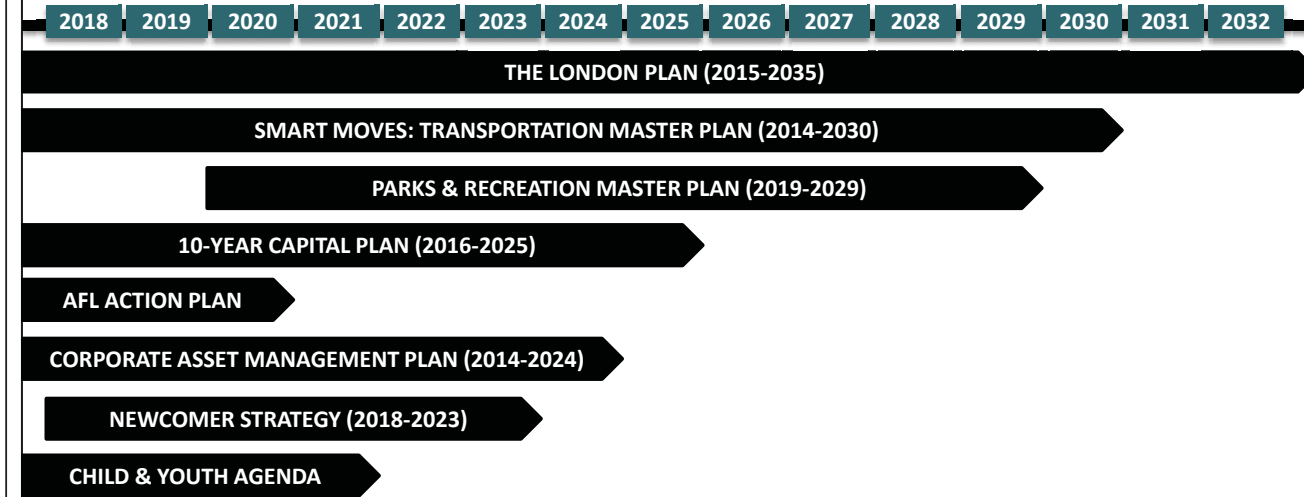 2018 2019 2020 2021 2022 2023 2024 2025 2026 2027 2028 2029 2030 2031 2032
THE LONDON PLAN (2015-2035)
SMART MOVES: TRANSPORTATION MASTER PLAN (2014-2030)
PARKS & RECREATION MASTER PLAN (2019-2029)
10-YEAR CAPITAL PLAN (2016-2025)
AFL ACTION PLAN
CORPORATE ASSET MANAGEMENT PLAN (2014-2024)
NEWCOMER STRATEGY (2018-2023)
CHILD & YOUTH AGENDA